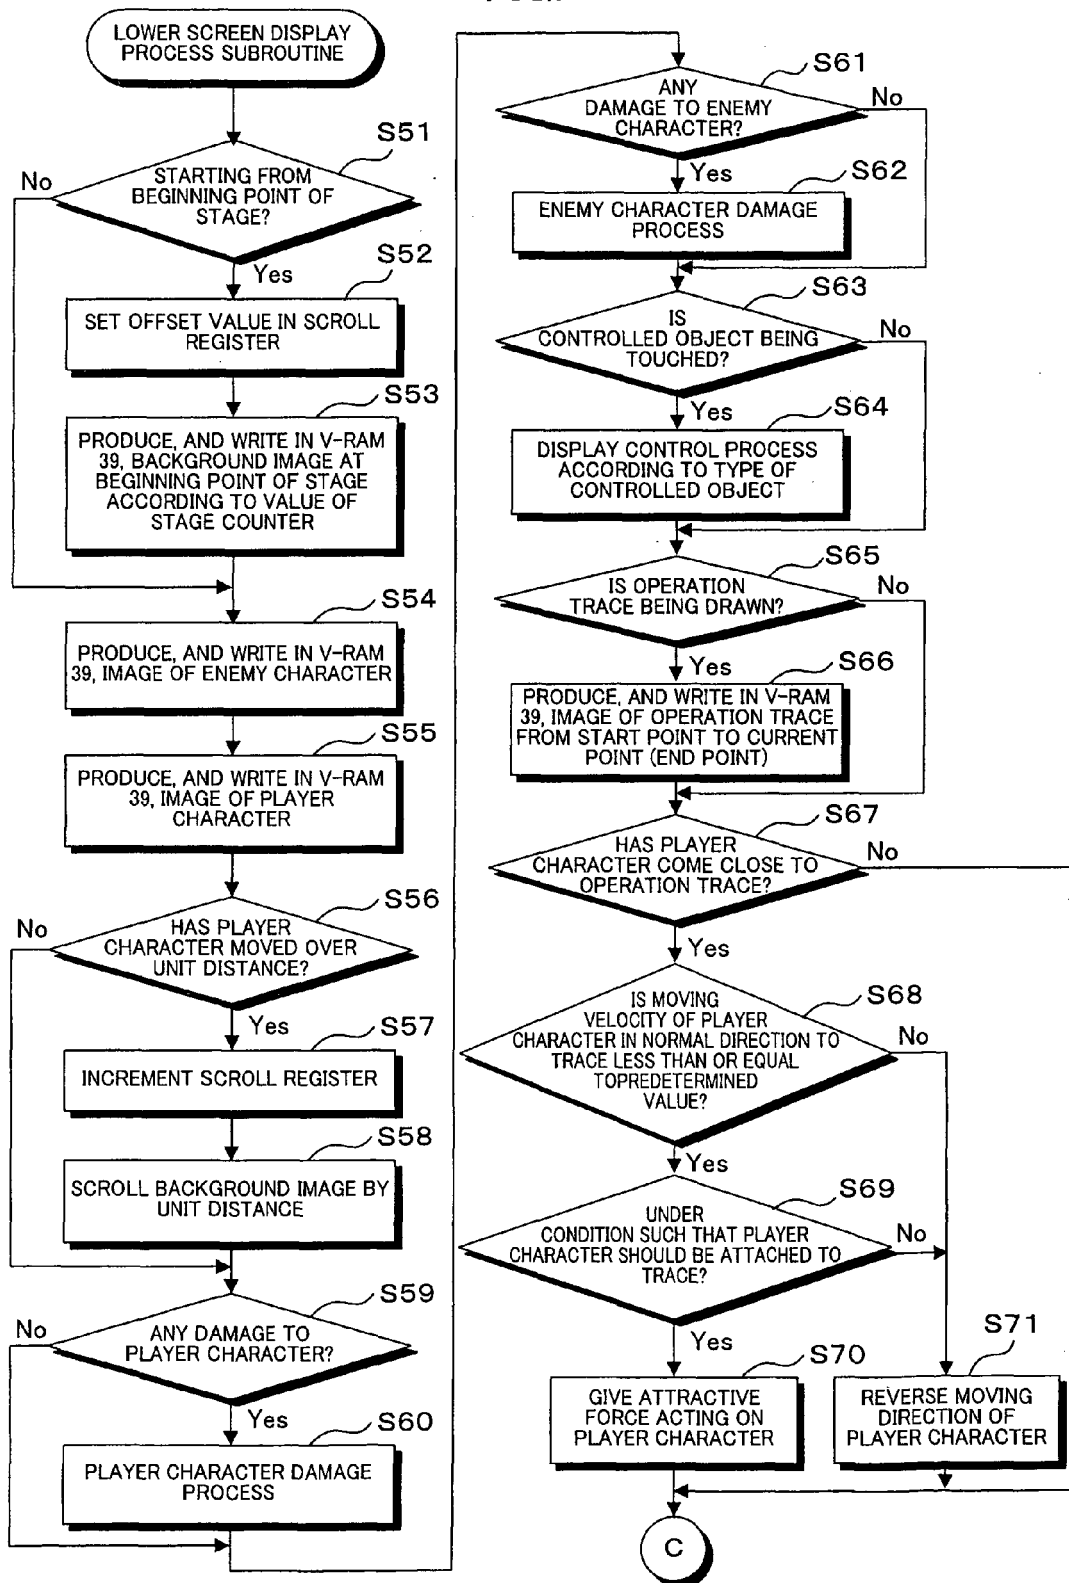 LOWER SCREEN DISPLAY
PROCESS SUBROUTINE
S51
No
STARTING FROM
BEGINNING POINT OF
STAGE?
Yes
S52
SET OFFSET VALUE IN SCROLL
REGISTER
S53
PRODUCE, AND WRITE IN V-RAM
39, BACKGROUND IMAGE AT
BEGINNING POINT OF STAGE
ACCORDING TO VALUE OF
STAGE COUNTER
S54
PRODUCE, AND WRITE IN V-RAM
39, IMAGE OF ENEMY CHARACTER
S55
PRODUCE, AND WRITE IN V-RAM
39, IMAGE OF PLAYER
CHARACTER
S56
No
HAS PLAYER
CHARACTER MOVED OVER
UNIT DISTANCE?
Yes
S57
INCREMENT SCROLL REGISTER
S58
SCROLL BACKGROUND IMAGE BY
UNIT DISTANCE
S59
No
ANY DAMAGE TO
PLAYER CHARACTER?
Yes
S60
PLAYER CHARACTER DAMAGE
PROCESS
S61
ANY
DAMAGE TO ENEMY
CHARACTER?
No
Yes
S62
ENEMY CHARACTER DAMAGE
PROCESS
S63
IS
CONTROLLED OBJECT BEING
TOUCHED?
No
Yes
S64
DISPLAY CONTROL PROCESS
ACCORDING TO TYPE OF
CONTROLLED OBJECT
S65
IS OPERATION
TRACE BEING DRAWN?
No
Yes
S66
PRODUCE, AND WRITE IN V-RAM
39, IMAGE OF OPERATION TRACE
FROM START POINT TO CURRENT
POINT (END POINT)
S67
HAS PLAYER
CHARACTER COME CLOSE TO
OPERATION TRACE?
No
Yes
S68
IS MOVING
VELOCITY OF PLAYER
CHARACTER IN NORMAL DIRECTION TO
TRACE LESS THAN OR EQUAL
TOPREDETERMINED
VALUE?
No
Yes
S69
UNDER
CONDITION SUCH THAT PLAYER
CHARACTER SHOULD BE ATTACHED TO
TRACE?
No
Yes
S70
GIVE ATTRACTIVE
FORCE ACTING ON
PLAYER CHARACTER
S71
REVERSE MOVING
DIRECTION OF
PLAYER CHARACTER
C